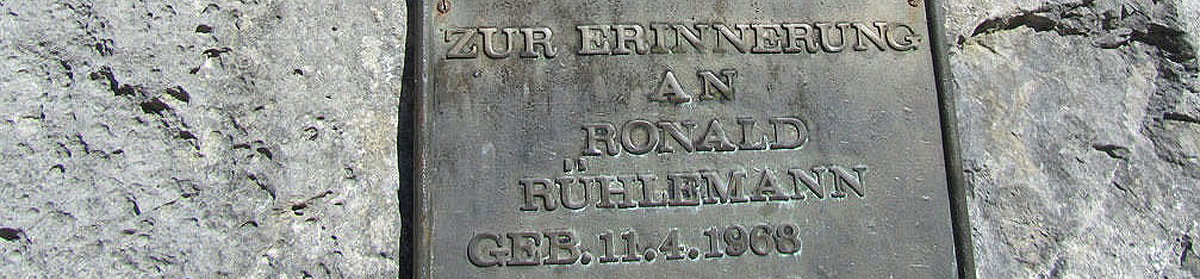 ZUR ERINNERUNG
AN
RONALD
RÜHLEMANN
GEB. 11.4.1968